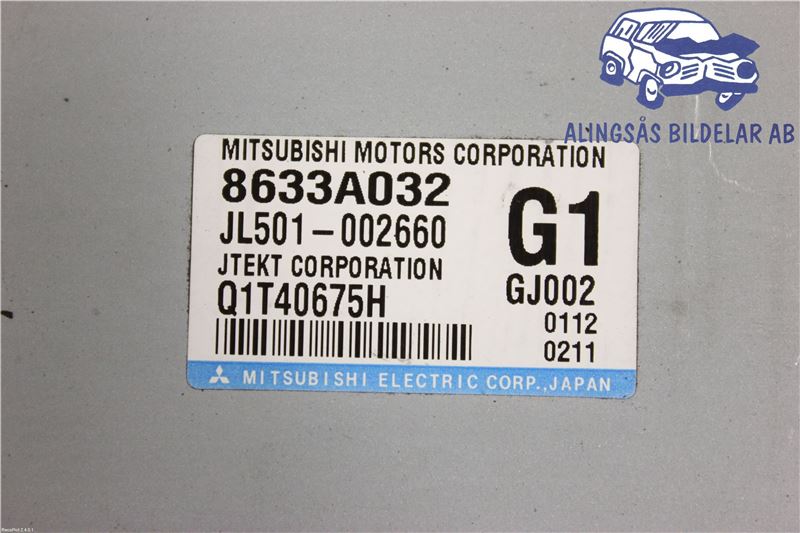 ALINGSÅS BILDELAR AB
MITSUBISHI MOTORS CORPORATION
8633A032
JL501-002660
JTEKT CORPORATION
Q1T40675H
G1
GJ002
0112
0211
MITSUBISHI ELECTRIC CORP., JAPAN